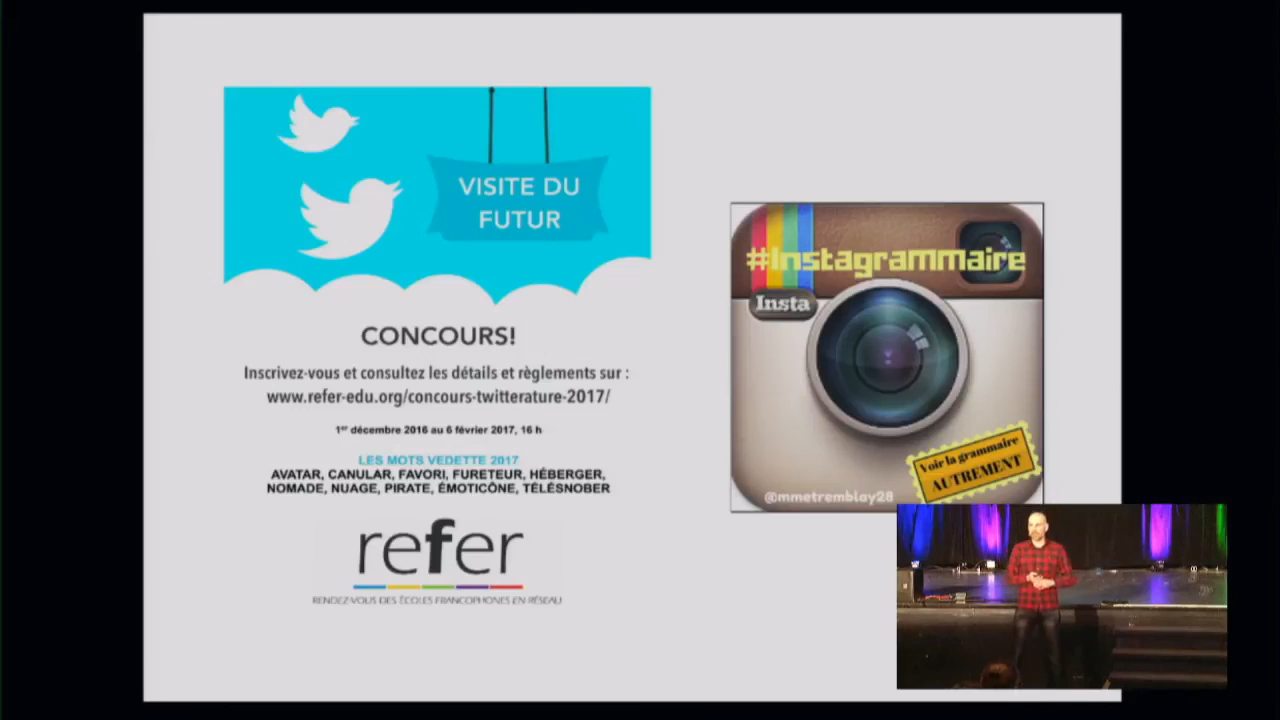 VISITE DU
FUTUR
CONCOURS!
Inscrivez-vous et consultez les détails et règlements sur :
www.refer-edu.org/concours-twitterature-2017/
1er décembre 2016 au 6 février 2017, 16 h
LES MOTS VEDETTE 2017
AVATAR, CANULAR, FAVORI, FURETEUR, HÉBERGER,
NOMADE, NUAGE, PIRATE, ÉMOTICÔNE, TÉLÉSNOBER
refer
RENDEZ-VOUS DES ÉCOLES FRANCOPHONES EN RÉSEAU
#Instagrammaire
Insta
Voir la grammaire
AUTREMENT
@mmetremblay28